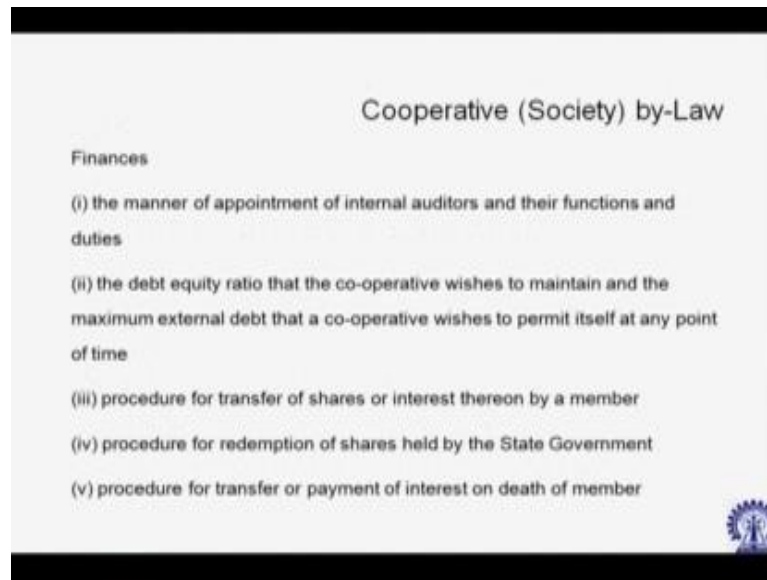 Cooperative (Society) by-Law
Finances
(i) the manner of appointment of internal auditors and their functions and
duties
(ii) the debt equity ratio that the co-operative wishes to maintain and the
maximum external debt that a co-operative wishes to permit itself at any point
of time
(iii) procedure for transfer of shares or interest thereon by a member
(iv) procedure for redemption of shares held by the State Government
(v) procedure for transfer or payment of interest on death of member